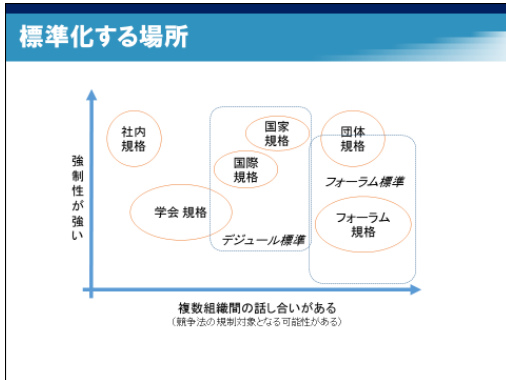 標準化する場所
社内
規格
国家
規格
団体
規格
国際
規格
フォーラム標準
学会 規格
フォーラム
規格
デジュール標準
強制性が強い
複数組織間の話し合いがある
(競争法の規制対象となる可能性がある)